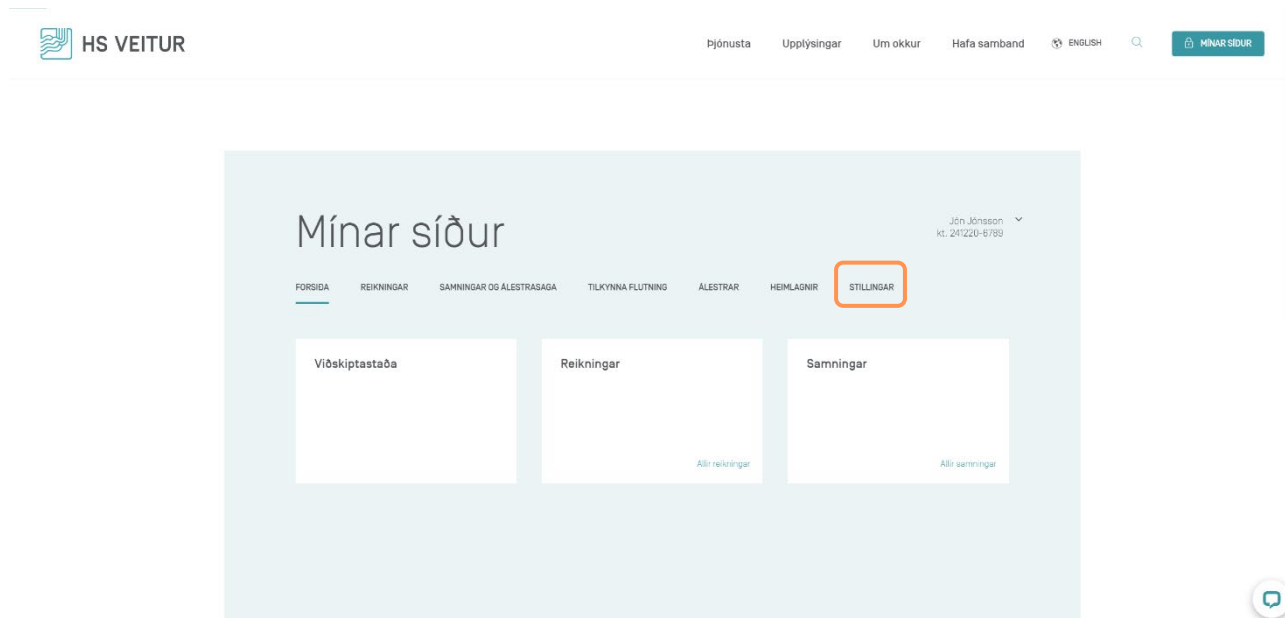 HS VEITUR
Þjónusta Upplýsingar Um okkur Hafa samband ENGLISH MÍNAR SÍÐUR
Mínar síður
Jón Jónsson
kt. 241220-6789
FORSIÐA REIKNINGAR SAMNINGAR OG ÁLESTRASAGA TILKYNNA FLUTNING ÁLESTRAR HEIMLAGNIR STILLINGAR
Viðskiptastaða Reikningar Samningar
Allir reikningar Allir samningar